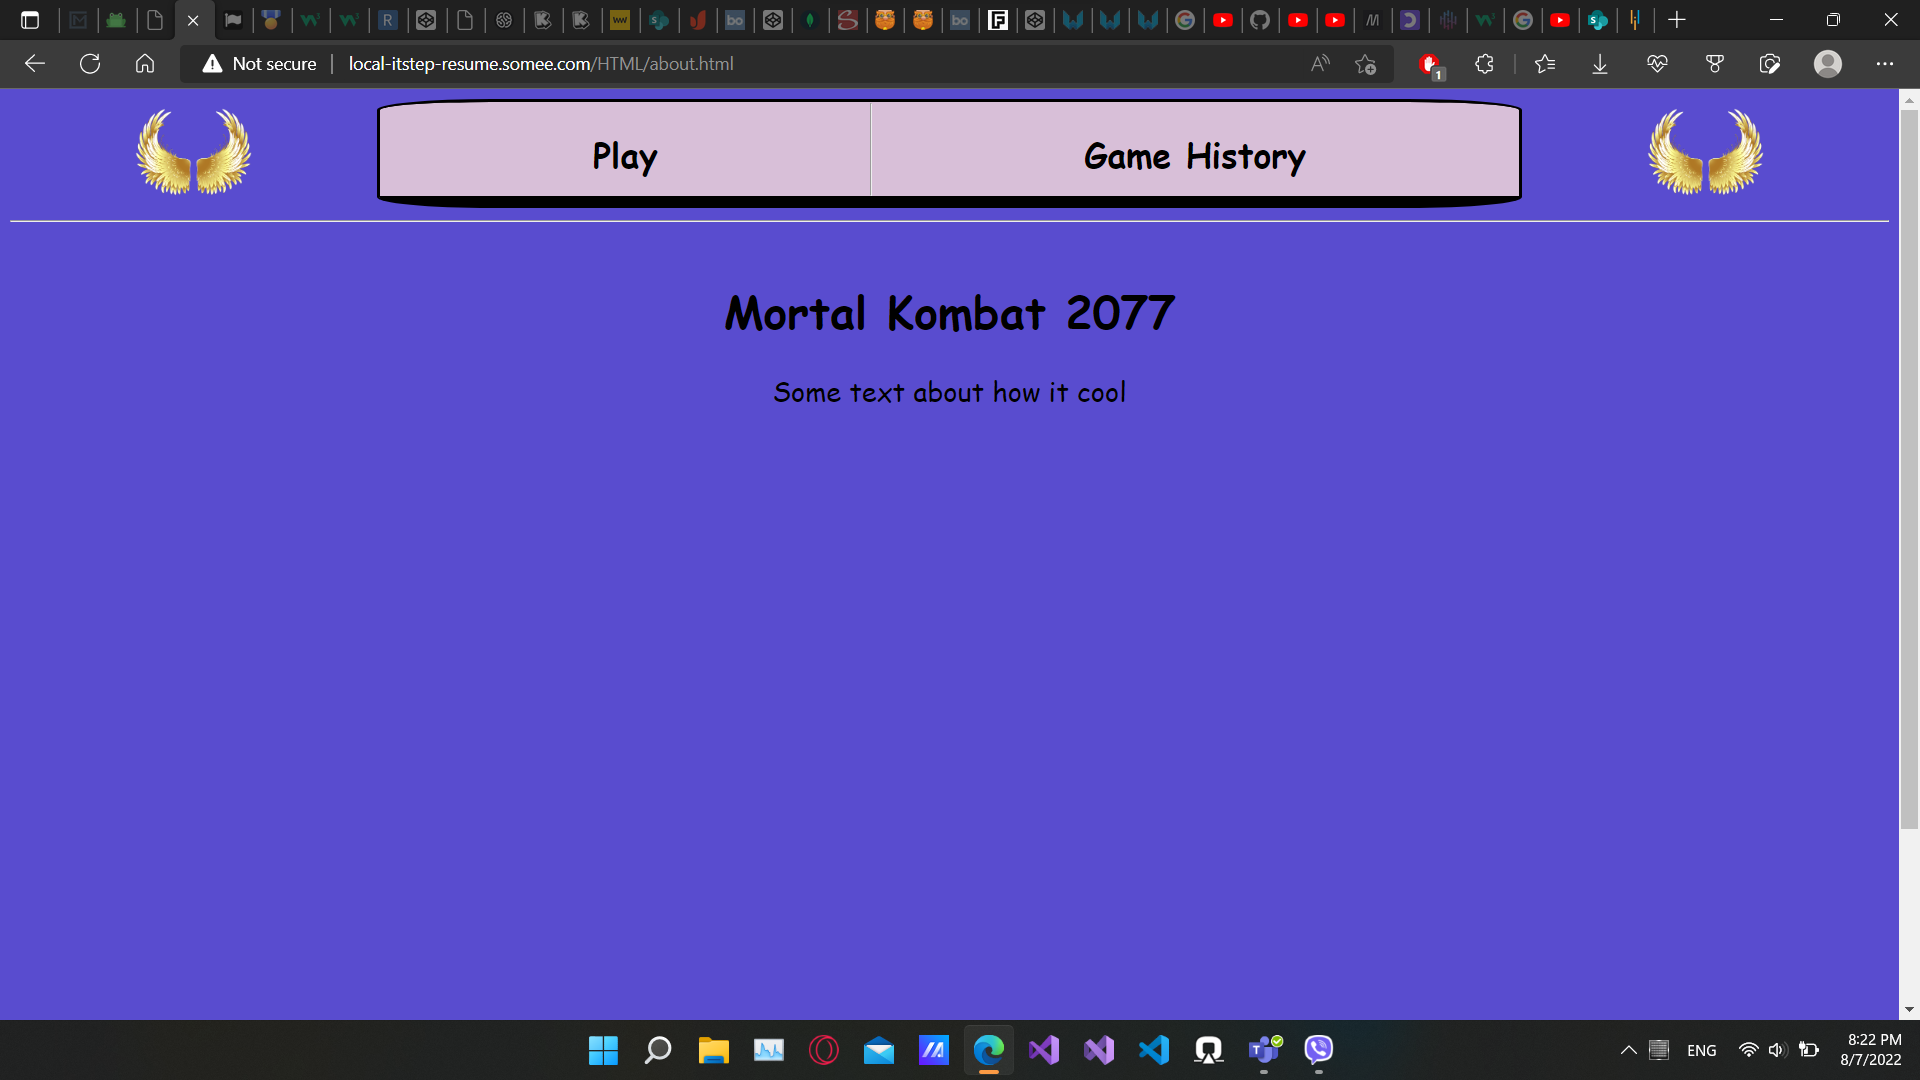 Not secure
local-itstep-resume.somee.com/HTML/about.html
1
Play
Game History
Mortal Kombat 2077
Some text about how it cool
ENG
8:22 PM
8/7/2022